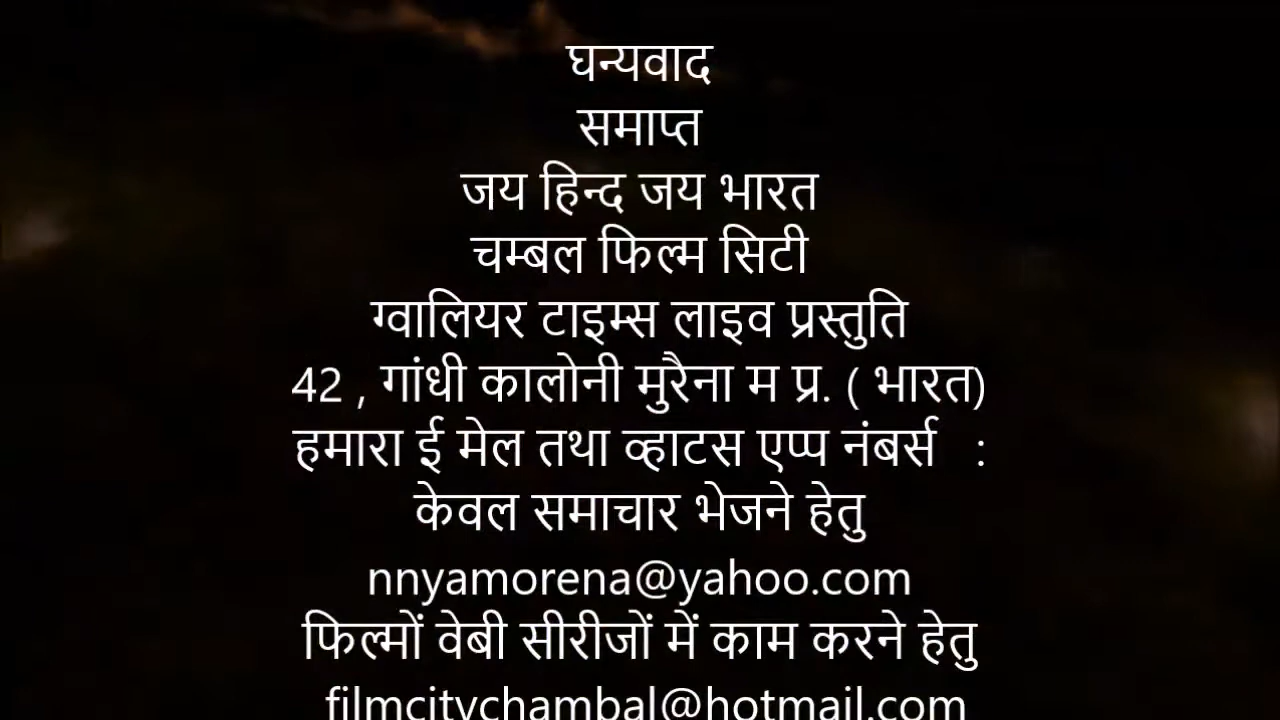 घन्यवाद
समाप्त
जय हिन्द जय भारत
चम्बल फिल्म सिटी
ग्वालियर टाइम्स लाइव प्रस्तुति
42 , गांधी कालोनी मुरैना म प्र. ( भारत)
हमारा ई मेल तथा व्हाटस एप्प नंबर्स :
केवल समाचार भेजने हेतु
nnyamorena@yahoo.com
फिल्मों वेबी सीरीजों में काम करने हेतु
filmcitychambal@hotmail.com